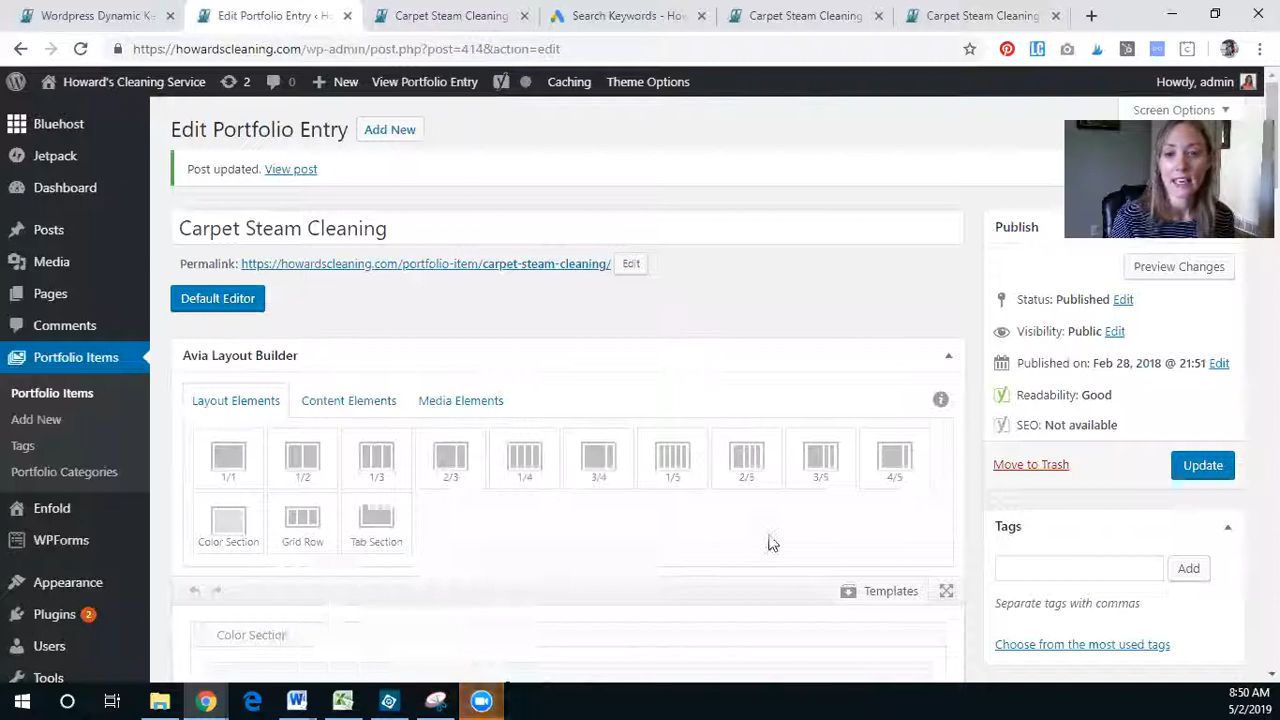 Wordpress Dynamic Ke
Edit Portfolio Entry ‹ Ho
Carpet Steam Cleaning
Search Keywords - How
Carpet Steam Cleaning
Carpet Steam Cleaning
https://howardscleaning.com/wp-admin/post.php?post=414&action=edit
Howard's Cleaning Service 2 0 + New View Portfolio Entry Caching Theme Options Howdy, admin
Bluehost
Jetpack
Dashboard
Posts
Media
Pages
Comments
Portfolio Items
Portfolio Items
Add New
Tags
Portfolio Categories
Enfold
WPForms
Appearance
Plugins 2
Users
Tools
Screen Options
Edit Portfolio Entry Add New
Post updated. View post
Carpet Steam Cleaning
Permalink: https://howardscleaning.com/portfolio-item/carpet-steam-cleaning/ Edit
Default Editor
Avia Layout Builder
Layout Elements Content Elements Media Elements
1/1 1/2 1/3 2/3 1/4 3/4 1/5 2/5 3/5 4/5
Color Section Grid Row Tab Section
Templates
Color Section
Publish
Preview Changes
Status: Published Edit
Visibility: Public Edit
Published on: Feb 28, 2018 @ 21:51 Edit
Readability: Good
SEO: Not available
Move to Trash Update
Tags
Add
Separate tags with commas
Choose from the most used tags
8:50 AM
5/2/2019